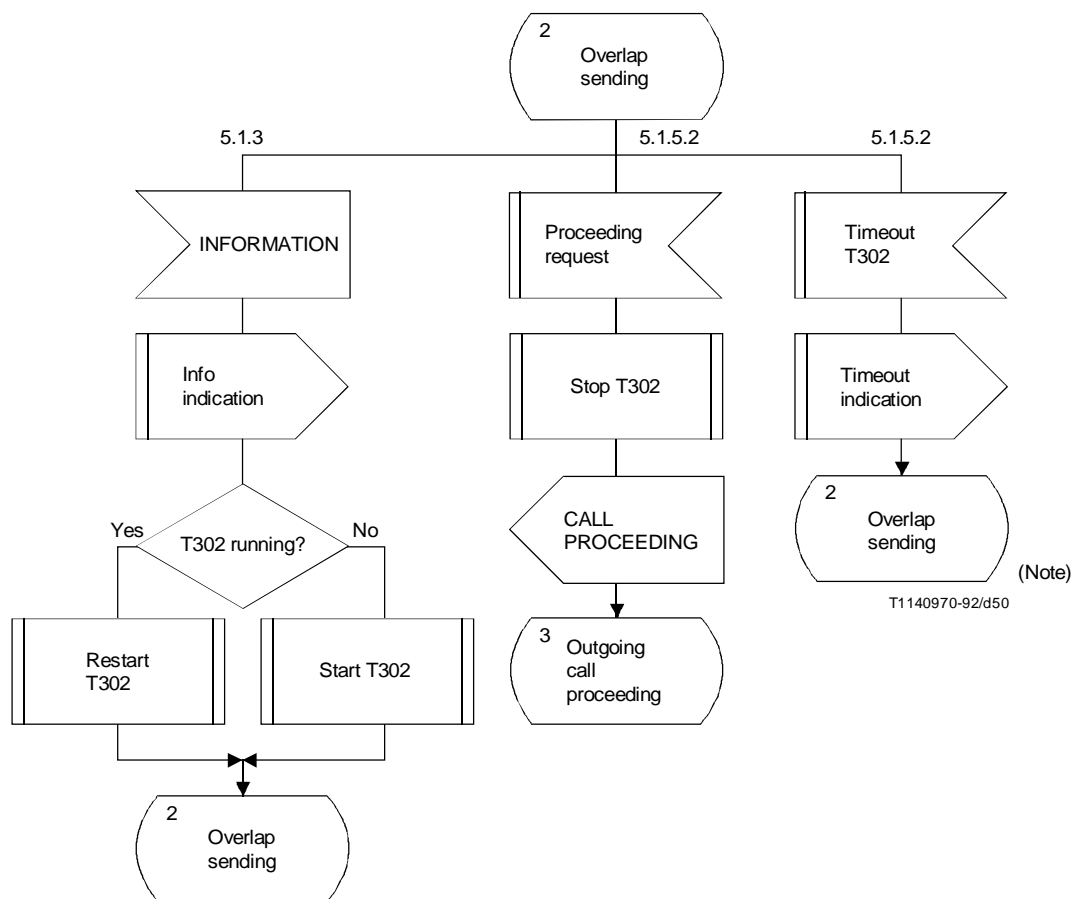 2
Overlap
sending
5.1.3
5.1.5.2
5.1.5.2
INFORMATION
Proceeding
request
Timeout
T302
Info
indication
Stop T302
Timeout
indication
Yes
T302 running?
No
CALL
PROCEEDING
2
Overlap
sending
(Note)
T1140970-92/d50
Restart
T302
Start T302
3
Outgoing
call
proceeding
2
Overlap
sending